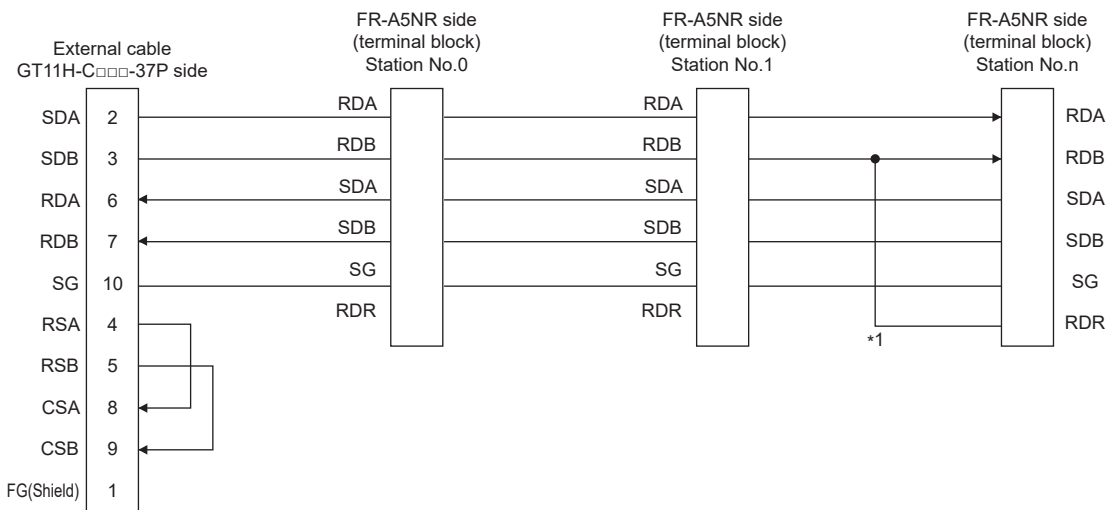 External cable
GT11H-C□□□-37P side
FR-A5NR side
(terminal block)
Station No.0
FR-A5NR side
(terminal block)
Station No.1
FR-A5NR side
(terminal block)
Station No.n
SDA 2 RDA RDA RDA
SDB 3 RDB RDB RDB
RDA 6 SDA SDA SDA
RDB 7 SDB SDB SDB
SG 10 SG SG SG
RSA 4 RDR RDR RDR
*1
RSB 5
CSA 8
CSB 9
FG(Shield) 1